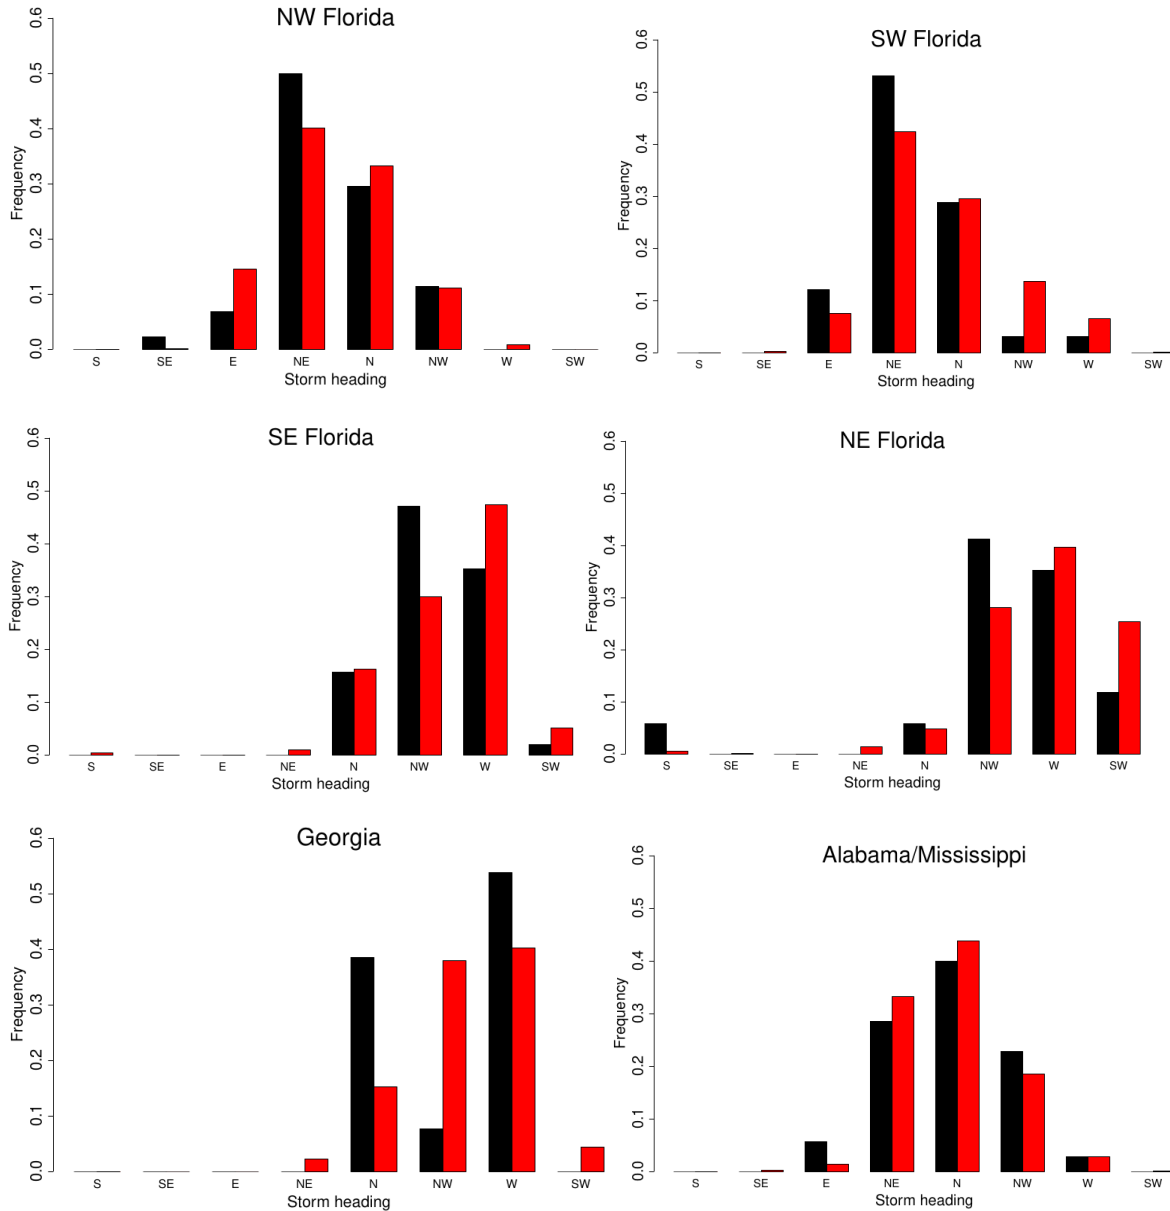 NW Florida
Frequency
0.0 0.1 0.2 0.3 0.4 0.5 0.6
S SE E NE N NW W SW
Storm heading
SW Florida
Frequency
0.0 0.1 0.2 0.3 0.4 0.5 0.6
S SE E NE N NW W SW
Storm heading
SE Florida
Frequency
0.0 0.1 0.2 0.3 0.4 0.5 0.6
S SE E NE N NW W SW
Storm heading
NE Florida
Frequency
0.0 0.1 0.2 0.3 0.4 0.5 0.6
S SE E NE N NW W SW
Storm heading
Georgia
Frequency
0.0 0.1 0.2 0.3 0.4 0.5 0.6
S SE E NE N NW W SW
Storm heading
Alabama/Mississippi
Frequency
0.0 0.1 0.2 0.3 0.4 0.5 0.6
S SE E NE N NW W SW
Storm heading